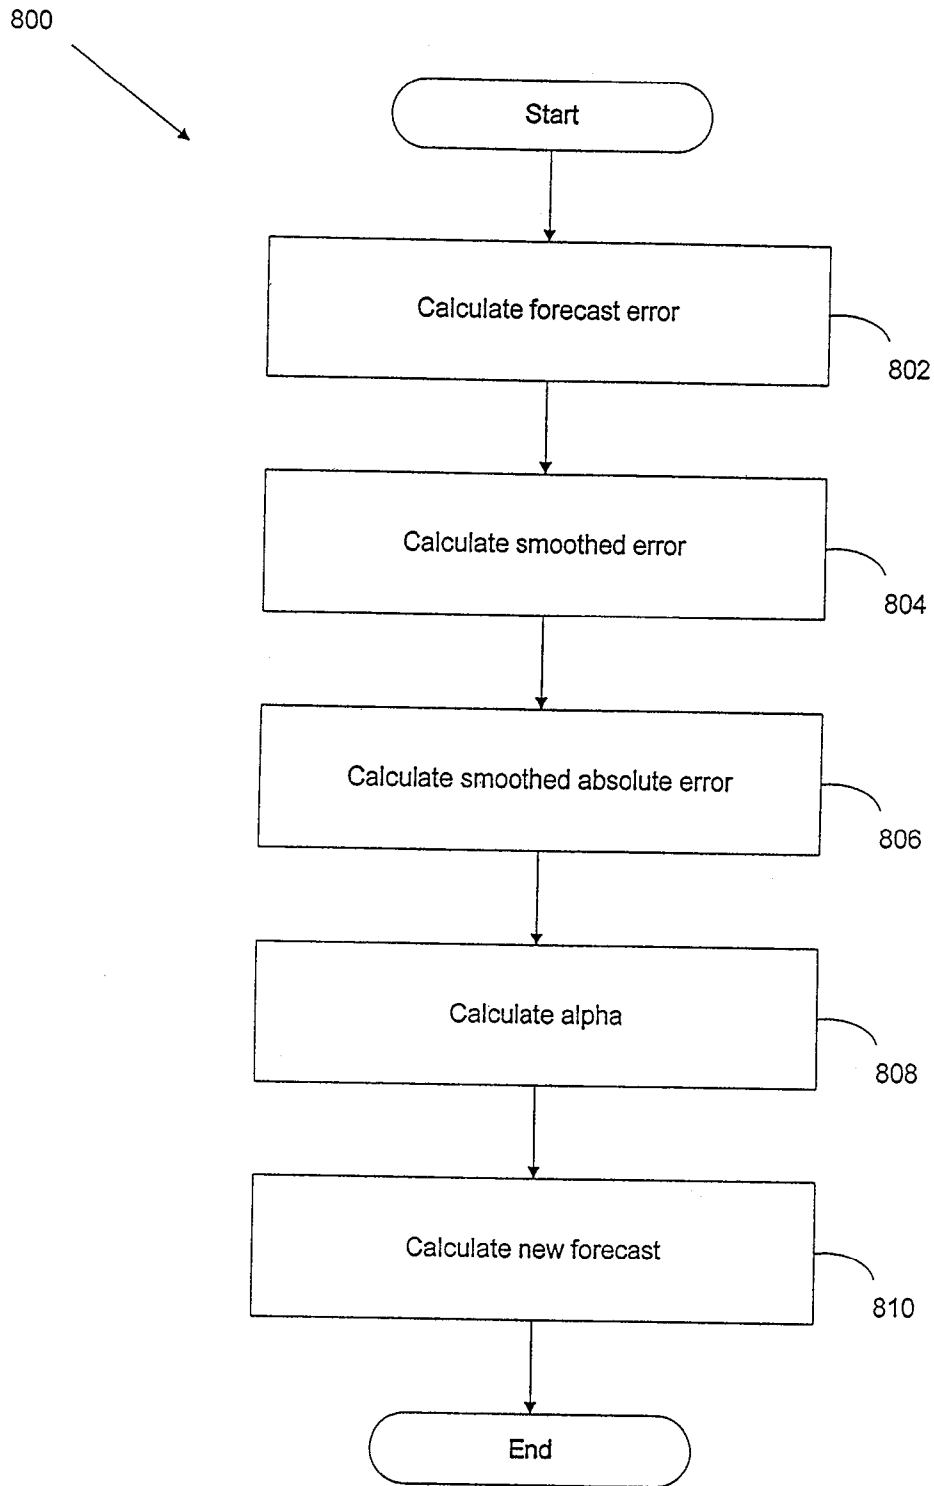 800
Start
Calculate forecast error
802
Calculate smoothed error
804
Calculate smoothed absolute error
806
Calculate alpha
808
Calculate new forecast
810
End